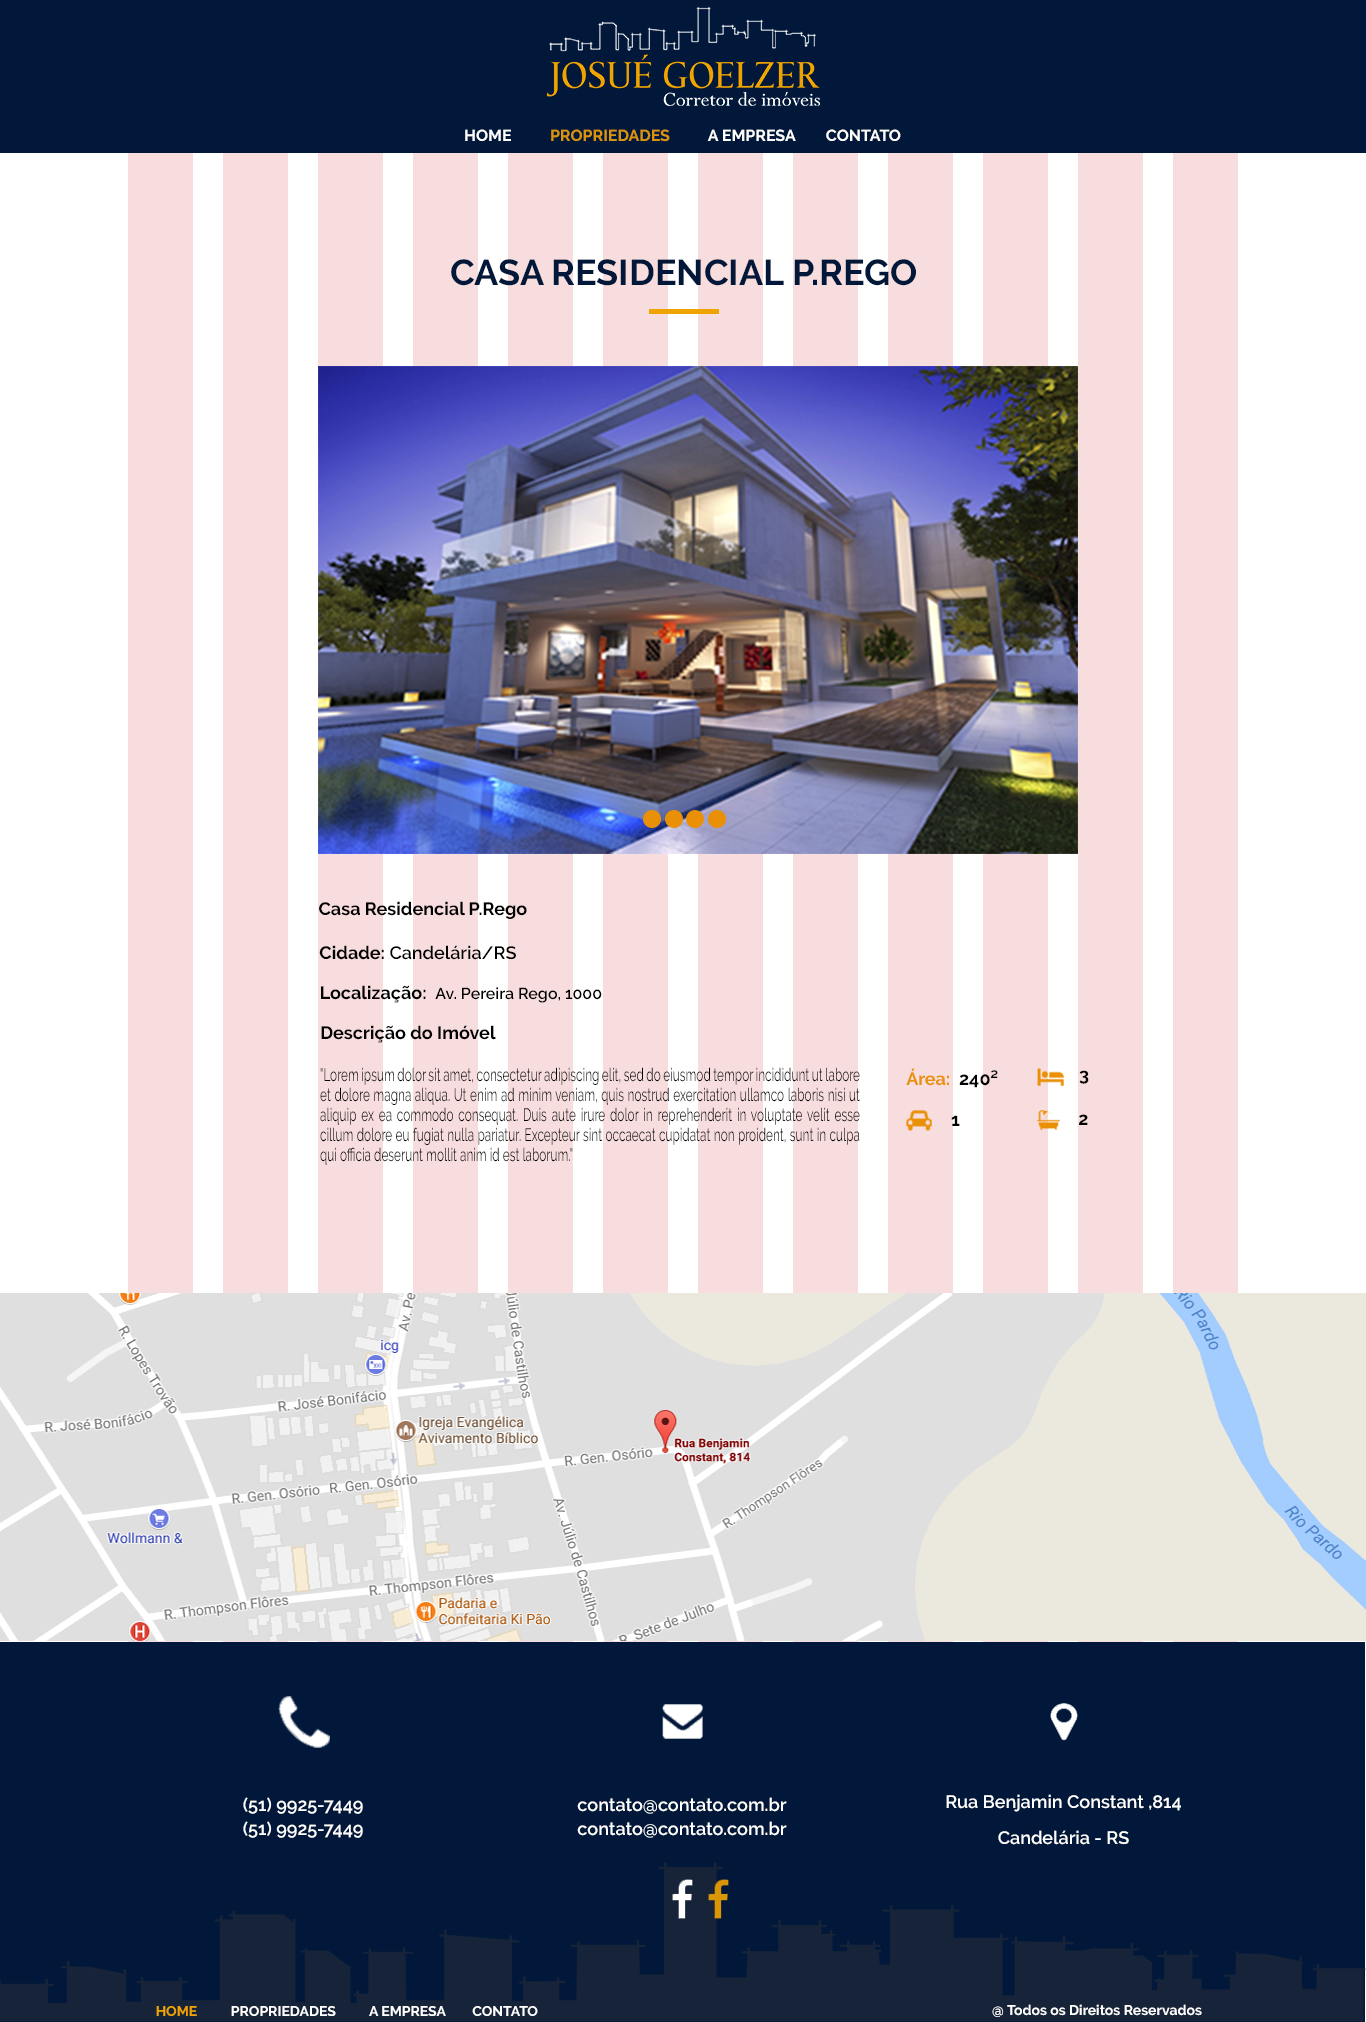 JOSUÉ GOELZER
Corretor de imóveis
HOME PROPRIEDADES A EMPRESA CONTATO
CASA RESIDENCIAL P.REGO
Casa Residencial P.Rego
Cidade: Candelária/RS
Localização: Av. Pereira Rego, 1000
Descrição do Imóvel
"Lorem ipsum dolor sit amet, consectetur adipiscing elit, sed do eiusmod tempor incididunt ut labore
et dolore magna aliqua. Ut enim ad minim veniam, quis nostrud exercitation ullamco laboris nisi ut
aliquip ex ea commodo consequat. Duis aute irure dolor in reprehenderit in voluptate velit esse
cillum dolore eu fugiat nulla pariatur. Excepteur sint occaecat cupidatat non proident, sunt in culpa
qui officia deserunt mollit anim id est laborum."
Área: 240² 3
1 2
Av. Pe
Júlio de Castilhos
Rio Pardo
R. Lopes Trovão
icg
R. José Bonifácio
R. José Bonifácio
Igreja Evangélica
Avivamento Bíblico
Rua Benjamin
Constant, 814
R. Gen. Osório
R. Gen. Osório
R. Gen. Osório
R. Thompson Flôres
Wollmann &
Av. Júlio de Castilhos
Rio Pardo
R. Thompson Flôres
R. Thompson Flôres
Padaria e
Confeitaria Ki Pão
R. Sete de Julho
H
(51) 9925-7449
(51) 9925-7449
contato@contato.com.br
contato@contato.com.br
Rua Benjamin Constant ,814
Candelária - RS
f f
HOME PROPRIEDADES A EMPRESA CONTATO
@ Todos os Direitos Reservados